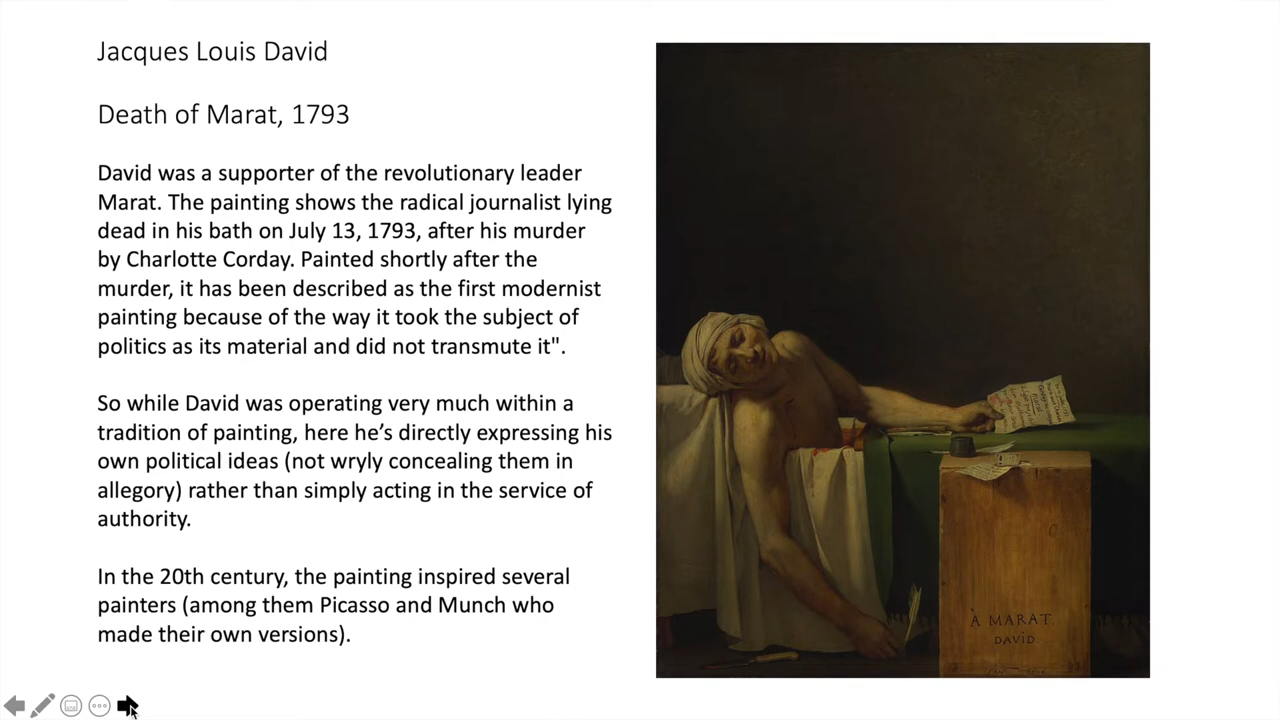 Jacques Louis David
Death of Marat, 1793
David was a supporter of the revolutionary leader
Marat. The painting shows the radical journalist lying
dead in his bath on July 13, 1793, after his murder
by Charlotte Corday. Painted shortly after the
murder, it has been described as the first modernist
painting because of the way it took the subject of
politics as its material and did not transmute it".
So while David was operating very much within a
tradition of painting, here he’s directly expressing his
own political ideas (not wryly concealing them in
allegory) rather than simply acting in the service of
authority.
In the 20th century, the painting inspired several
painters (among them Picasso and Munch who
made their own versions).
À MARAT.
DAVID.